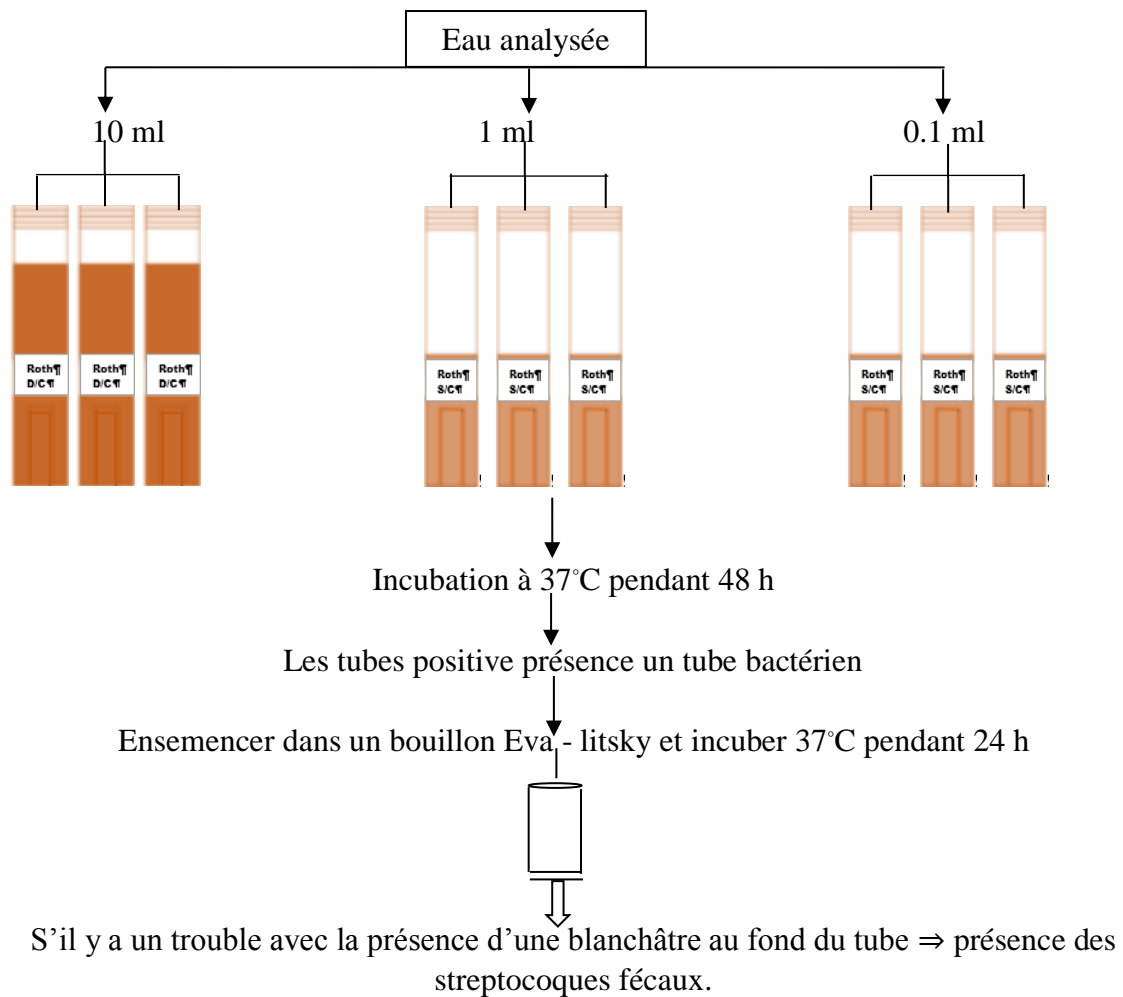 Eau analysée
10 ml 1 ml 0.1 ml
Roth¶ Roth¶ Roth¶ Roth¶ Roth¶ Roth¶ Roth¶ Roth¶ Roth¶
D/C¶ D/C¶ D/C¶ S/C¶ S/C¶ S/C¶ S/C¶ S/C¶ S/C¶
Incubation à 37°C pendant 48 h
Les tubes positive présence un tube bactérien
Ensemencer dans un bouillon Eva - litsky et incuber 37°C pendant 24 h
S’il y a un trouble avec la présence d’une blanchâtre au fond du tube ⇒ présence des
streptocoques fécaux.